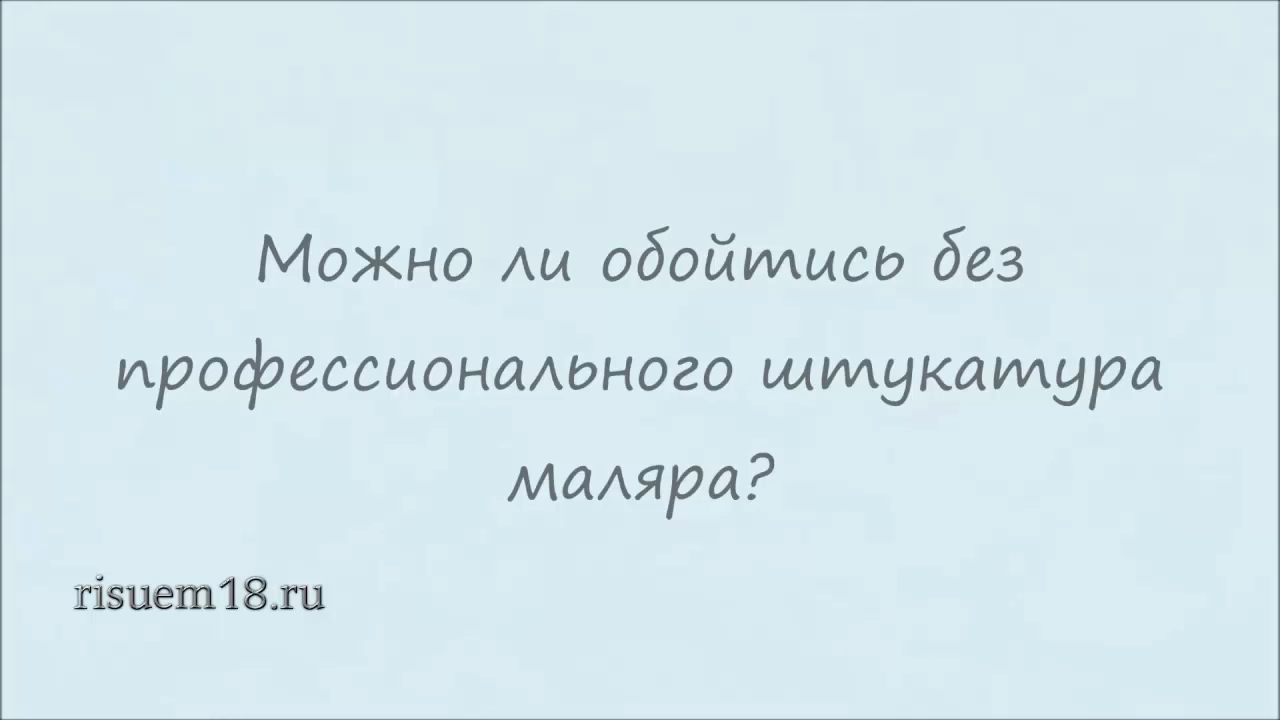 Можно ли обойтись без
профессионального штукатура
маляра?
risuem18.ru